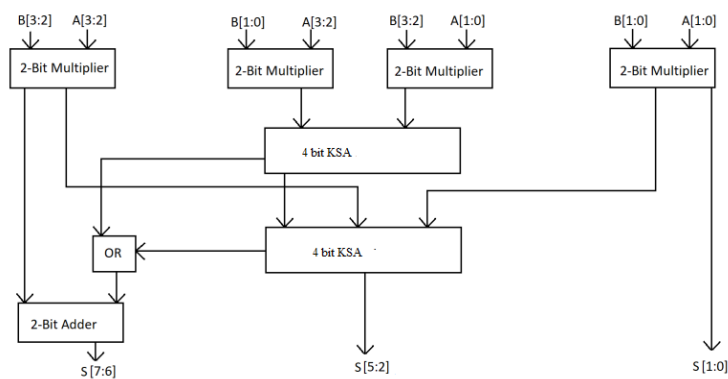 B[3:2] A[3:2] B[1:0] A[3:2] B[3:2] A[1:0] B[1:0] A[1:0]
2-Bit Multiplier 2-Bit Multiplier 2-Bit Multiplier 2-Bit Multiplier
4 bit KSA
4 bit KSA
OR
2-Bit Adder
S[7:6] S[5:2] S[1:0]